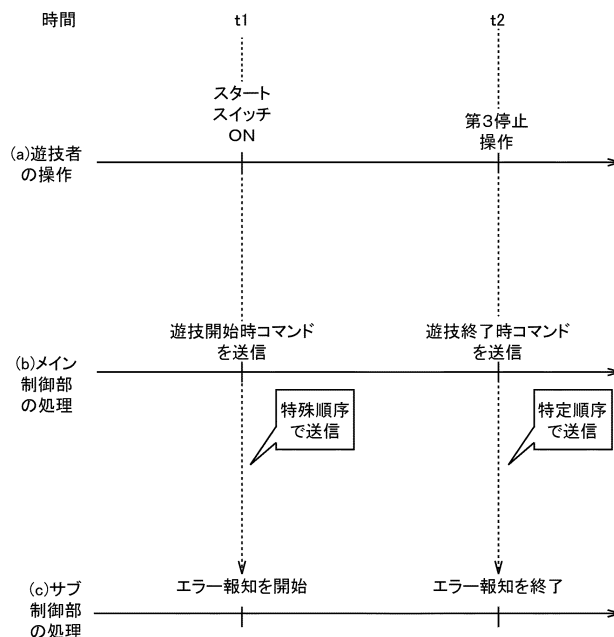 時間
t1
t2
スタート
スイッチ
ON
第3停止
操作
(a)遊技者
の操作
遊技開始時コマンド
を送信
遊技終了時コマンド
を送信
(b)メイン
制御部
の処理
特殊順序
で送信
特定順序
で送信
エラー報知を開始
エラー報知を終了
(c)サブ
制御部
の処理